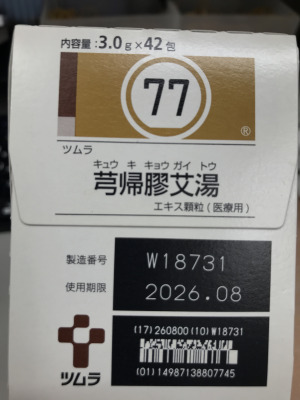 内容量:3.0g×42包
77
®
ツムラ
キュウ キ キョウ ガイ トウ
芎帰膠艾湯
エキス顆粒(医療用)
製造番号 W18731
使用期限 2026.08
(17)260800(10)W18731
(01)14987138807745
ツムラ